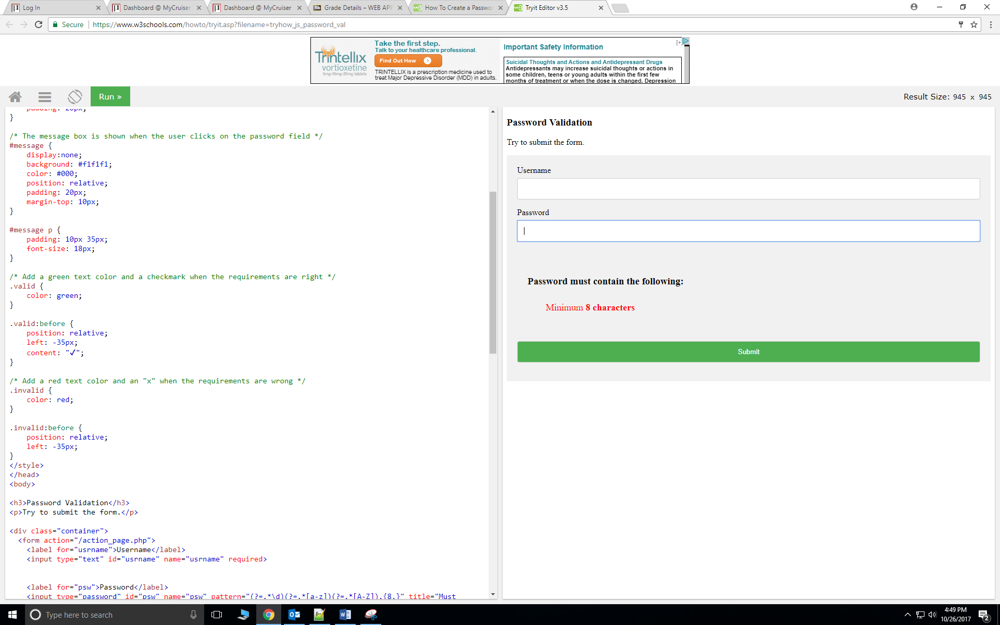 Log In
Dashboard @ MyCruiser
Dashboard @ MyCruiser
Bb Grade Details – WEB APP
How To Create a Passwo
Tryit Editor v3.5
Secure https://www.w3schools.com/howto/tryit.asp?filename=tryhow_js_password_val
Trintellix
vortioxetine
5mg•10mg•20mg tablets
Take the first step.
Talk to your healthcare professional.
Find Out How
TRINTELLIX is a prescription medicine used to
treat Major Depressive Disorder (MDD) in adults.
Important Safety Information
[+]
Suicidal Thoughts and Actions and Antidepressant Drugs
Antidepressants may increase suicidal thoughts or actions in
some children, teens or young adults within the first few
months of treatment or when the dose is changed. Depression
Run »
Result Size: 945 x 945
padding: 20px;
}
/* The message box is shown when the user clicks on the password field */
#message {
display:none;
background: #f1f1f1;
color: #000;
position: relative;
padding: 20px;
margin-top: 10px;
}
#message p {
padding: 10px 35px;
font-size: 18px;
}
/* Add a green text color and a checkmark when the requirements are right */
.valid {
color: green;
}
.valid:before {
position: relative;
left: -35px;
content: "✓";
}
/* Add a red text color and an "x" when the requirements are wrong */
.invalid {
color: red;
}
.invalid:before {
position: relative;
left: -35px;
}
</style>
</head>
<body>
<h3>Password Validation</h3>
<p>Try to submit the form.</p>
<div class="container">
<form action="/action_page.php">
<label for="usrname">Username</label>
<input type="text" id="usrname" name="usrname" required>
<label for="psw">Password</label>
<input type="password" id="psw" name="psw" pattern="(?=.*\d)(?=.*[a-z])(?=.*[A-Z]).{8,}" title="Must
Password Validation
Try to submit the form.
Username
Password
Password must contain the following:
Minimum 8 characters
Submit
Type here to search
4:49 PM
10/26/2017
2